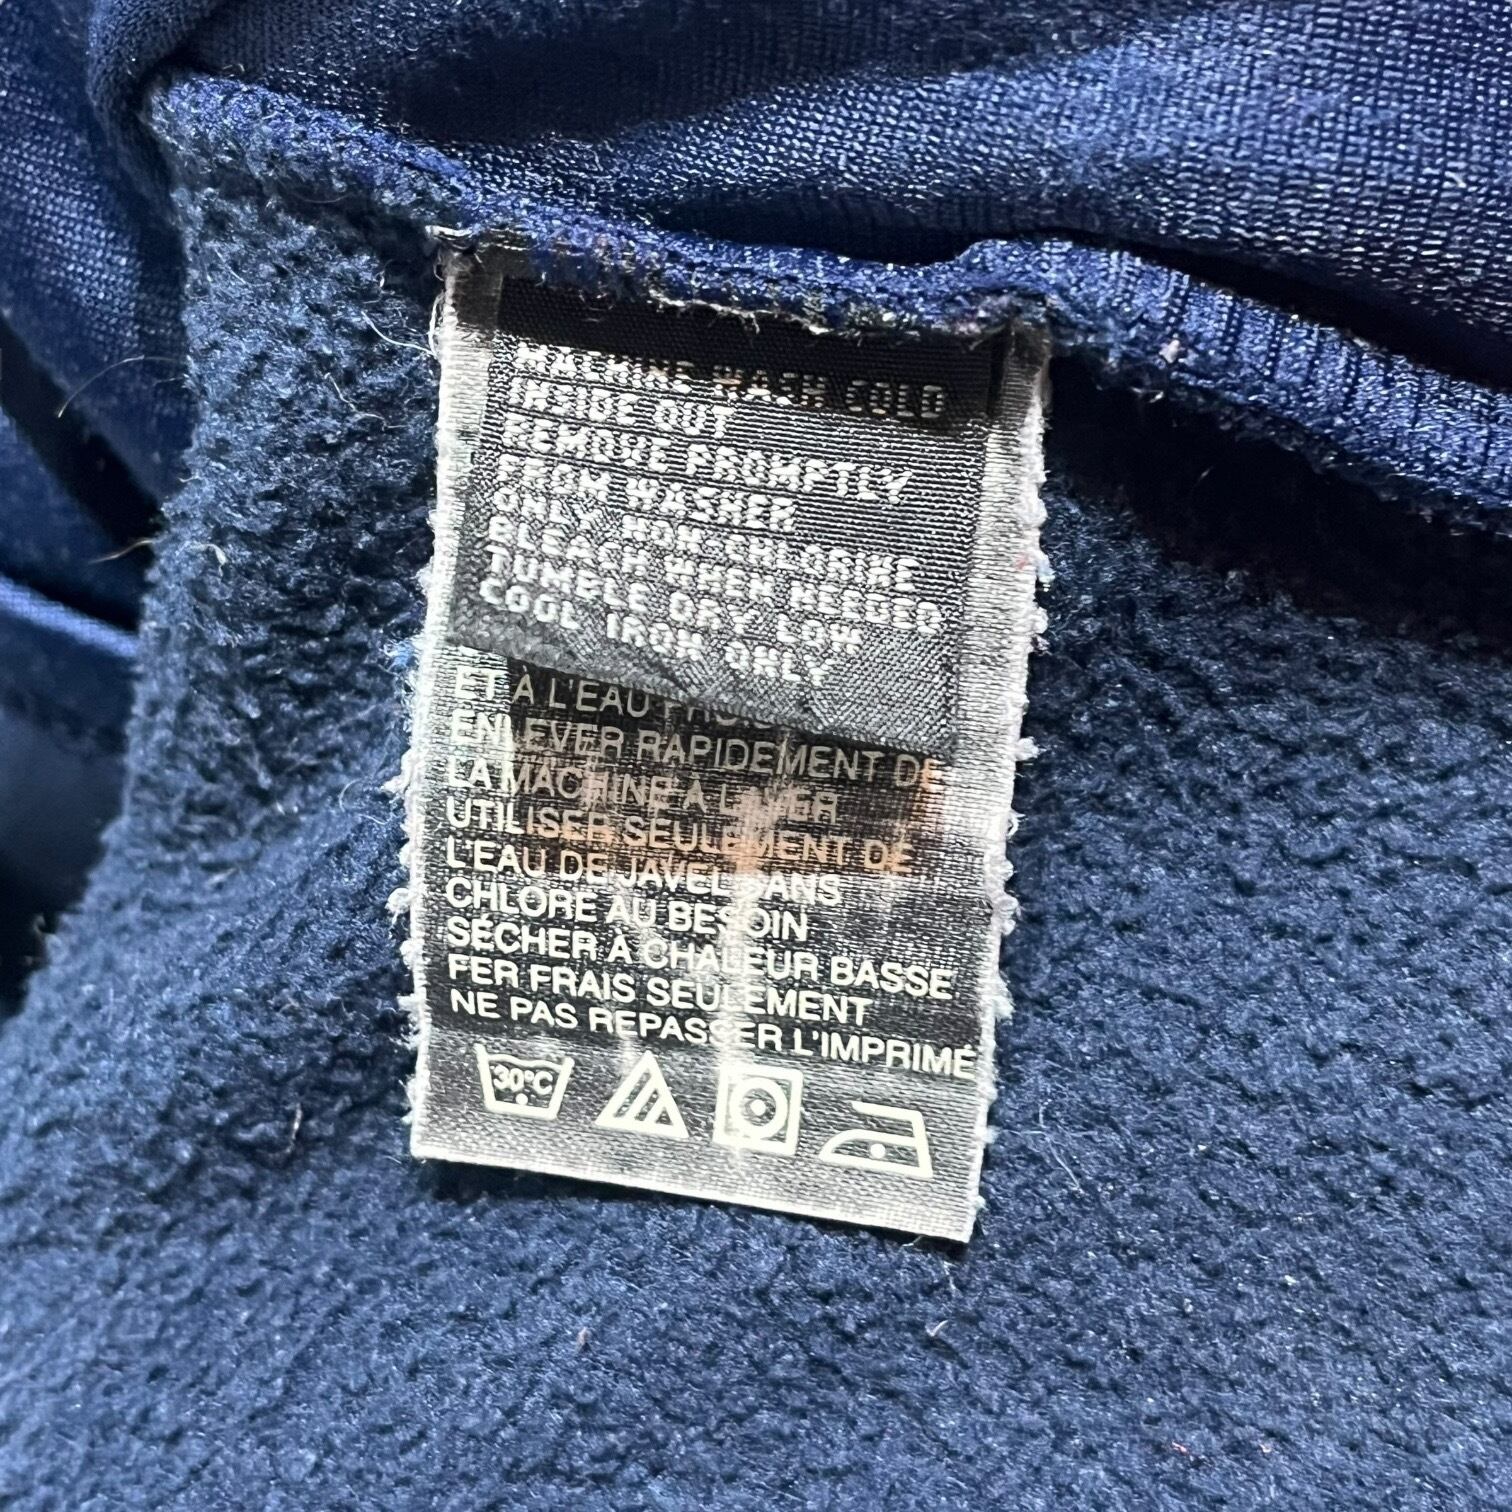 MACHINE WASH COLD
INSIDE OUT
REMOVE PROMPTLY
FROM WASHER
ONLY NON-CHLORINE
BLEACH WHEN NEEDED
TUMBLE DRY LOW
COOL IRON ONLY
ET À L'EAU
ENLEVER RAPIDEMENT DE
LA MACHINE À LAVER
UTILISER SEULEMENT DE
L'EAU DE JAVEL SANS
CHLORE AU BESOIN
SÉCHER À CHALEUR BASSE
FER FRAIS SEULEMENT
NE PAS REPASSER L'IMPRIMÉ
30°C